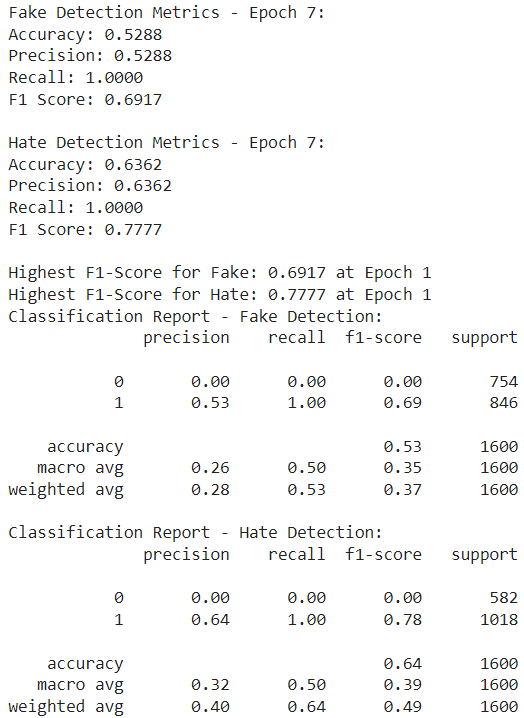 Fake Detection Metrics - Epoch 7:
Accuracy: 0.5288
Precision: 0.5288
Recall: 1.0000
F1 Score: 0.6917

Hate Detection Metrics - Epoch 7:
Accuracy: 0.6362
Precision: 0.6362
Recall: 1.0000
F1 Score: 0.7777

Highest F1-Score for Fake: 0.6917 at Epoch 1
Highest F1-Score for Hate: 0.7777 at Epoch 1
Classification Report - Fake Detection:
precision recall f1-score support

0 0.00 0.00 0.00 754
1 0.53 1.00 0.69 846

accuracy 0.53 1600
macro avg 0.26 0.50 0.35 1600
weighted avg 0.28 0.53 0.37 1600

Classification Report - Hate Detection:
precision recall f1-score support

0 0.00 0.00 0.00 582
1 0.64 1.00 0.78 1018

accuracy 0.64 1600
macro avg 0.32 0.50 0.39 1600
weighted avg 0.40 0.64 0.49 1600